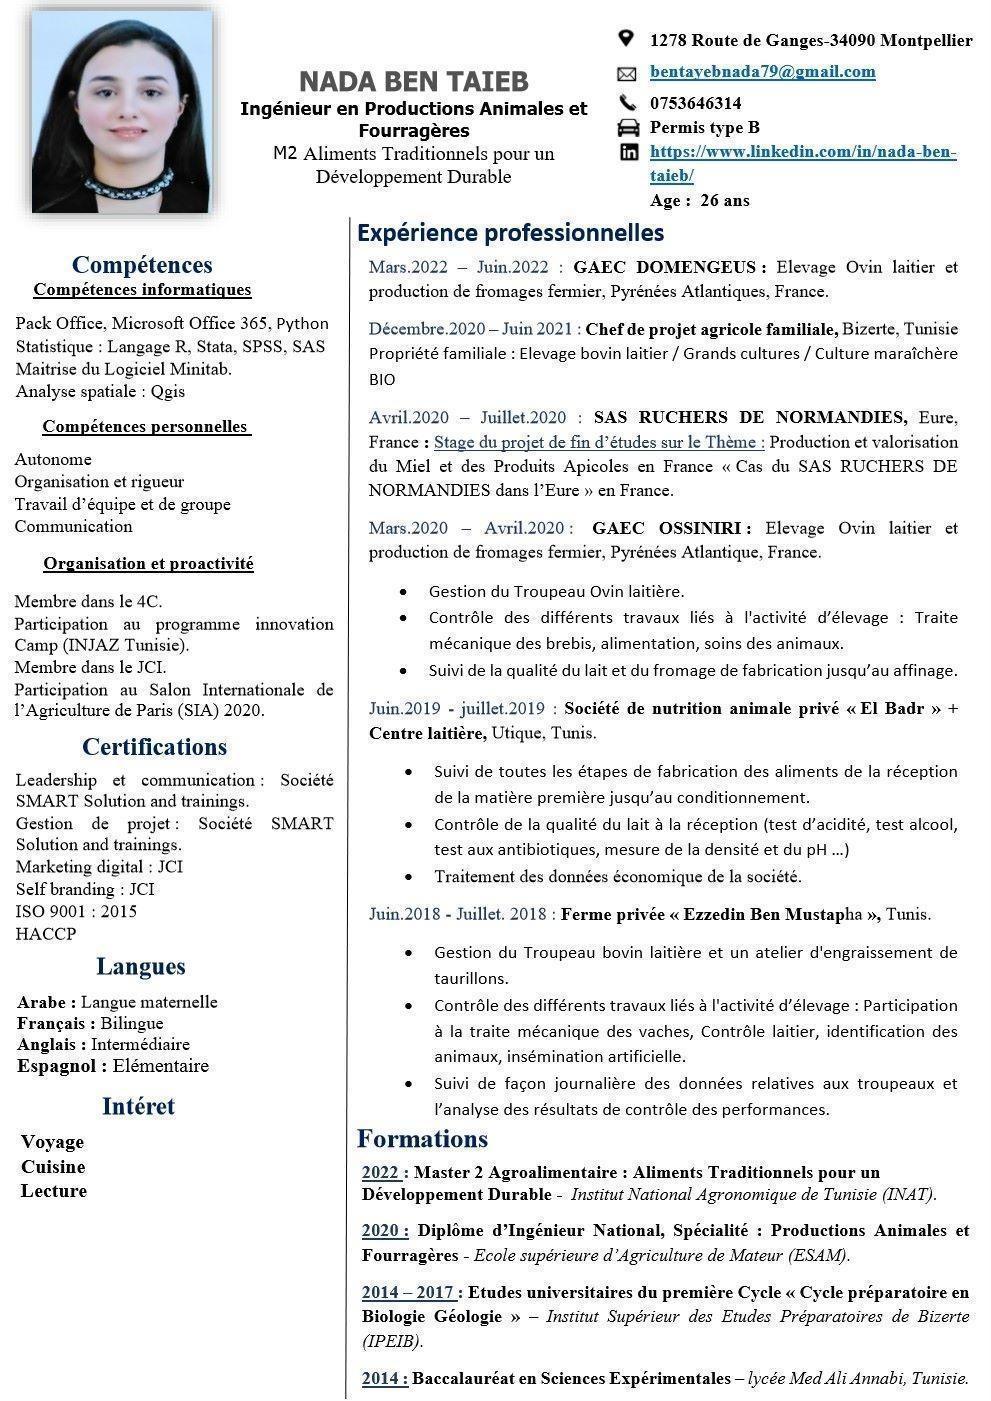 NADA BEN TAIEB
Ingénieur en Productions Animales et
Fourragères
M2 Aliments Traditionnels pour un
Développement Durable
1278 Route de Ganges-34090 Montpellier
bentayebnada79@gmail.com
0753646314
Permis type B
https://www.linkedin.com/in/nada-ben-
taieb/
Age : 26 ans
Compétences
Compétences informatiques
Pack Office, Microsoft Office 365, Python
Statistique : Langage R, Stata, SPSS, SAS
Maitrise du Logiciel Minitab.
Analyse spatiale : Qgis
Compétences personnelles
Autonome
Organisation et rigueur
Travail d'équipe et de groupe
Communication
Organisation et proactivité
Membre dans le 4C.
Participation au programme innovation
Camp (INJAZ Tunisie).
Membre dans le JCI.
Participation au Salon Internationale de
l'Agriculture de Paris (SIA) 2020.
Certifications
Leadership et communication : Société
SMART Solution and trainings.
Gestion de projet : Société SMART
Solution and trainings.
Marketing digital : JCI
Self branding : JCI
ISO 9001 : 2015
HACCP
Langues
Arabe : Langue maternelle
Français : Bilingue
Anglais : Intermédiaire
Espagnol : Elémentaire
Intéret
Voyage
Cuisine
Lecture
Expérience professionnelles
Mars.2022 – Juin.2022 : GAEC DOMENGEUS : Elevage Ovin laitier et
production de fromages fermier, Pyrénées Atlantiques, France.
Décembre.2020 – Juin 2021 : Chef de projet agricole familiale, Bizerte, Tunisie
Propriété familiale : Elevage bovin laitier / Grands cultures / Culture maraîchère
BIO
Avril.2020 – Juillet.2020 : SAS RUCHERS DE NORMANDIES, Eure,
France : Stage du projet de fin d'études sur le Thème : Production et valorisation
du Miel et des Produits Apicoles en France « Cas du SAS RUCHERS DE
NORMANDIES dans l'Eure » en France.
Mars.2020 – Avril.2020 : GAEC OSSINIRI : Elevage Ovin laitier et
production de fromages fermier, Pyrénées Atlantique, France.
• Gestion du Troupeau Ovin laitière.
• Contrôle des différents travaux liés à l'activité d'élevage : Traite
mécanique des brebis, alimentation, soins des animaux.
• Suivi de la qualité du lait et du fromage de fabrication jusqu'au affinage.
Juin.2019 - juillet.2019 : Société de nutrition animale privé « El Badr » +
Centre laitière, Utique, Tunis.
• Suivi de toutes les étapes de fabrication des aliments de la réception
de la matière première jusqu'au conditionnement.
• Contrôle de la qualité du lait à la réception (test d'acidité, test alcool,
test aux antibiotiques, mesure de la densité et du pH …)
• Traitement des données économique de la société.
Juin.2018 - Juillet. 2018 : Ferme privée « Ezzedin Ben Mustapha », Tunis.
• Gestion du Troupeau bovin laitière et un atelier d'engraissement de
taurillons.
• Contrôle des différents travaux liés à l'activité d'élevage : Participation
à la traite mécanique des vaches, Contrôle laitier, identification des
animaux, insémination artificielle.
• Suivi de façon journalière des données relatives aux troupeaux et
l'analyse des résultats de contrôle des performances.
Formations
2022 : Master 2 Agroalimentaire : Aliments Traditionnels pour un
Développement Durable - Institut National Agronomique de Tunisie (INAT).
2020 : Diplôme d'Ingénieur National, Spécialité : Productions Animales et
Fourragères - Ecole supérieure d'Agriculture de Mateur (ESAM).
2014 – 2017 : Etudes universitaires du première Cycle « Cycle préparatoire en
Biologie Géologie » – Institut Supérieur des Etudes Préparatoires de Bizerte
(IPEIB).
2014 : Baccalauréat en Sciences Expérimentales – lycée Med Ali Annabi, Tunisie.